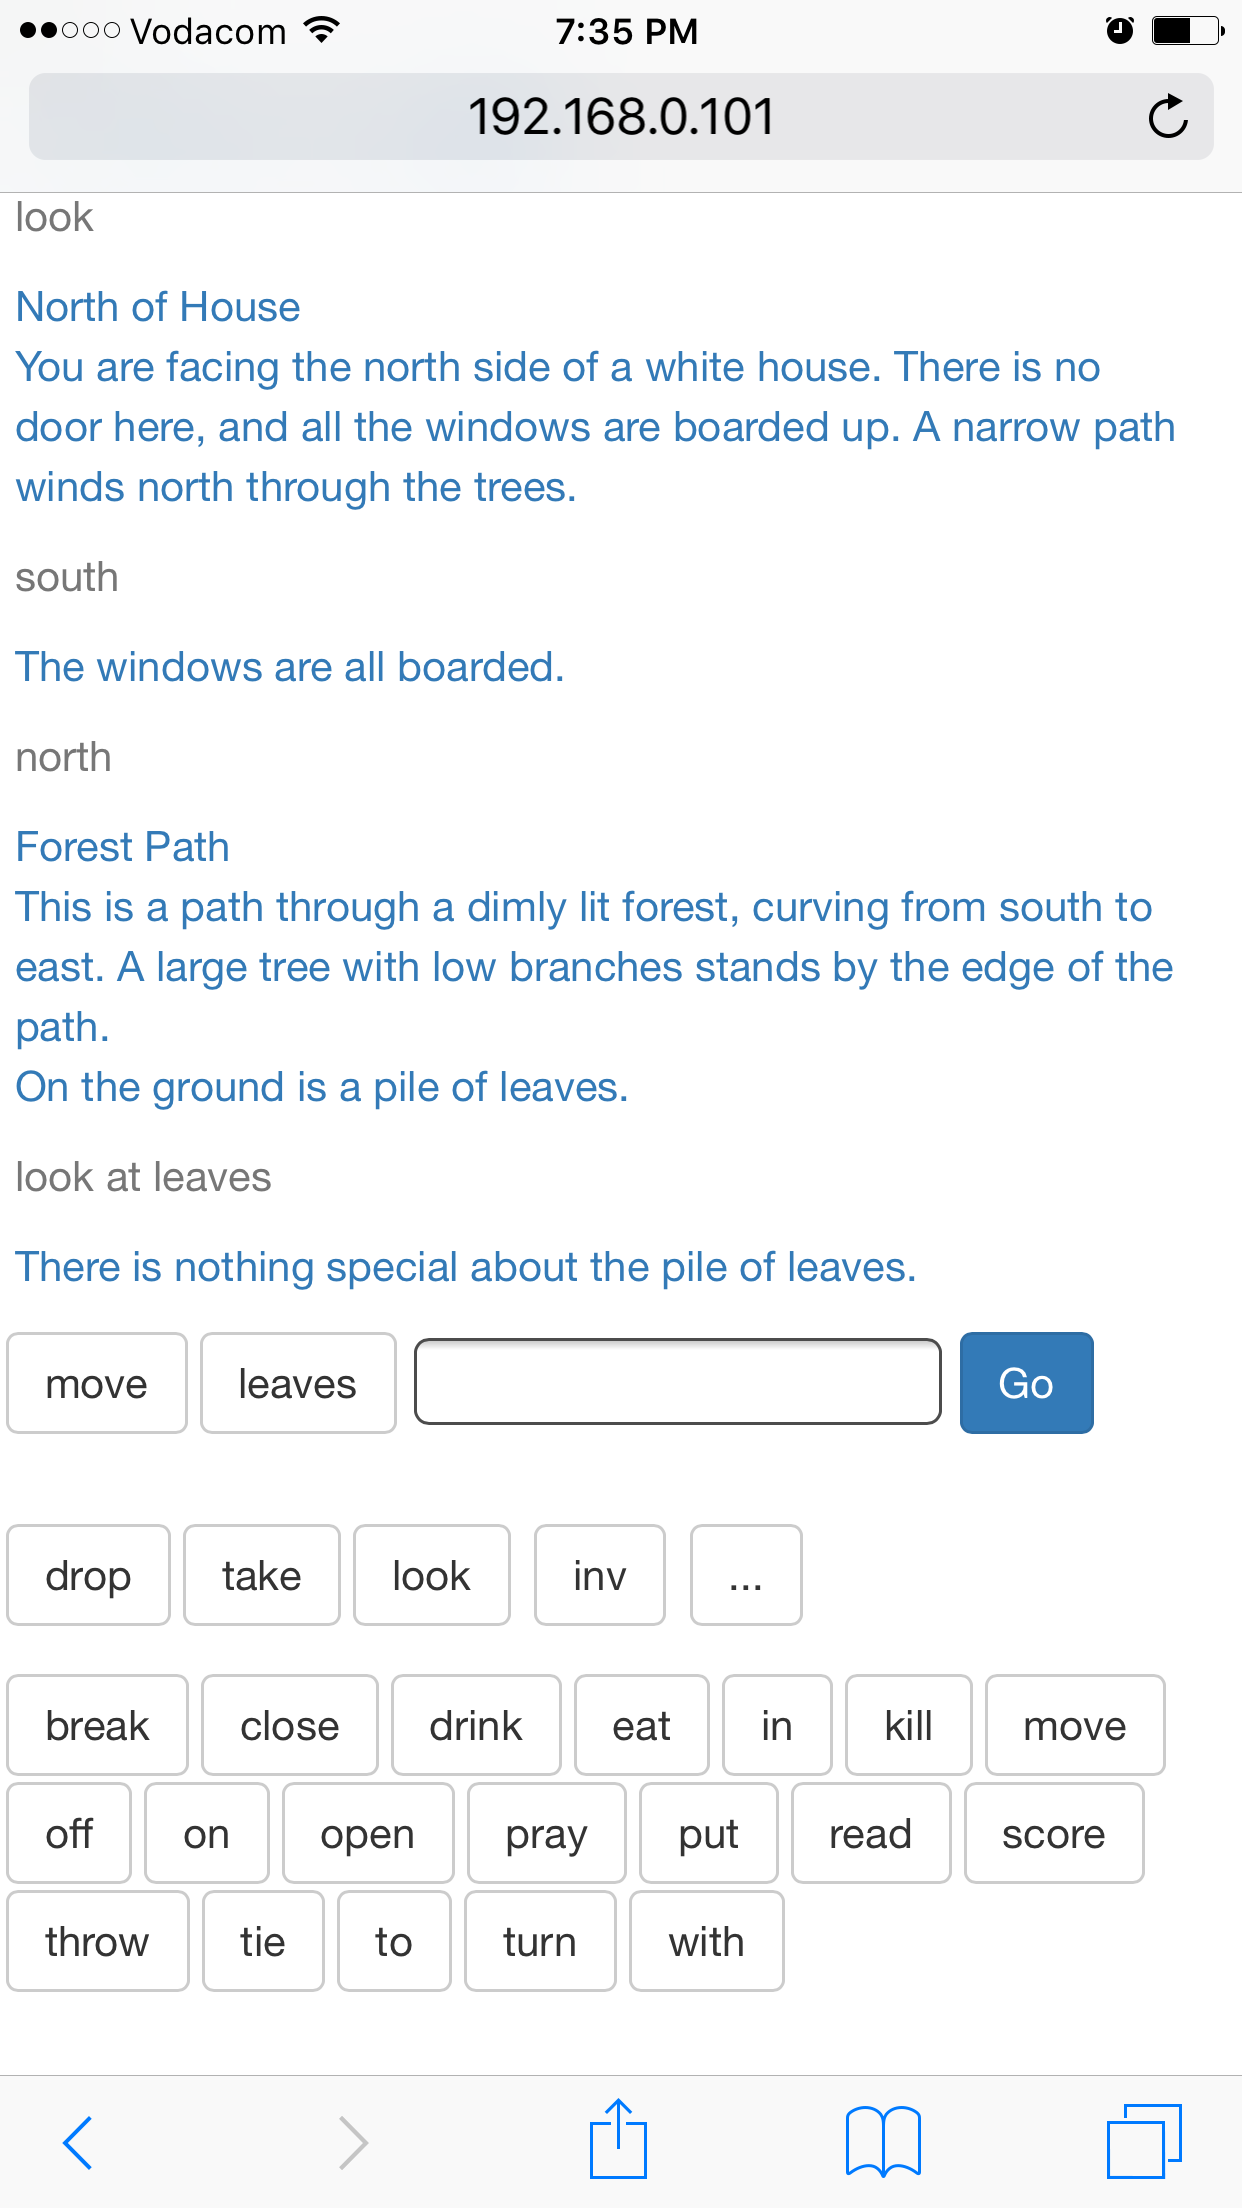 Vodacom 7:35 PM
192.168.0.101
look
North of House
You are facing the north side of a white house. There is no
door here, and all the windows are boarded up. A narrow path
winds north through the trees.
south
The windows are all boarded.
north
Forest Path
This is a path through a dimly lit forest, curving from south to
east. A large tree with low branches stands by the edge of the
path.
On the ground is a pile of leaves.
look at leaves
There is nothing special about the pile of leaves.
move leaves Go
drop take look inv ...
break close drink eat in kill move
off on open pray put read score
throw tie to turn with